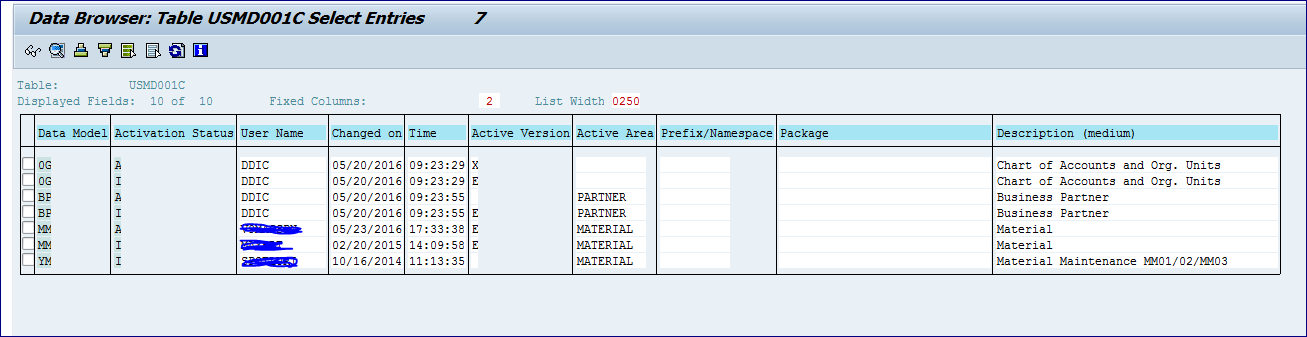 Data Browser: Table USMD001C Select Entries 7
Table: USMD001C
Displayed Fields: 10 of 10 Fixed Columns: 2 List Width 0250
Data Model Activation Status User Name Changed on Time Active Version Active Area Prefix/Namespace Package Description (medium)
0G A DDIC 05/20/2016 09:23:29 X Chart of Accounts and Org. Units
0G I DDIC 05/20/2016 09:23:29 E Chart of Accounts and Org. Units
BP A DDIC 05/20/2016 09:23:55 PARTNER Business Partner
BP I DDIC 05/20/2016 09:23:55 E PARTNER Business Partner
MM A 05/23/2016 17:33:38 E MATERIAL Material
MM I 02/20/2015 14:09:58 E MATERIAL Material
YM I 10/16/2014 11:13:35 MATERIAL Material Maintenance MM01/02/MM03